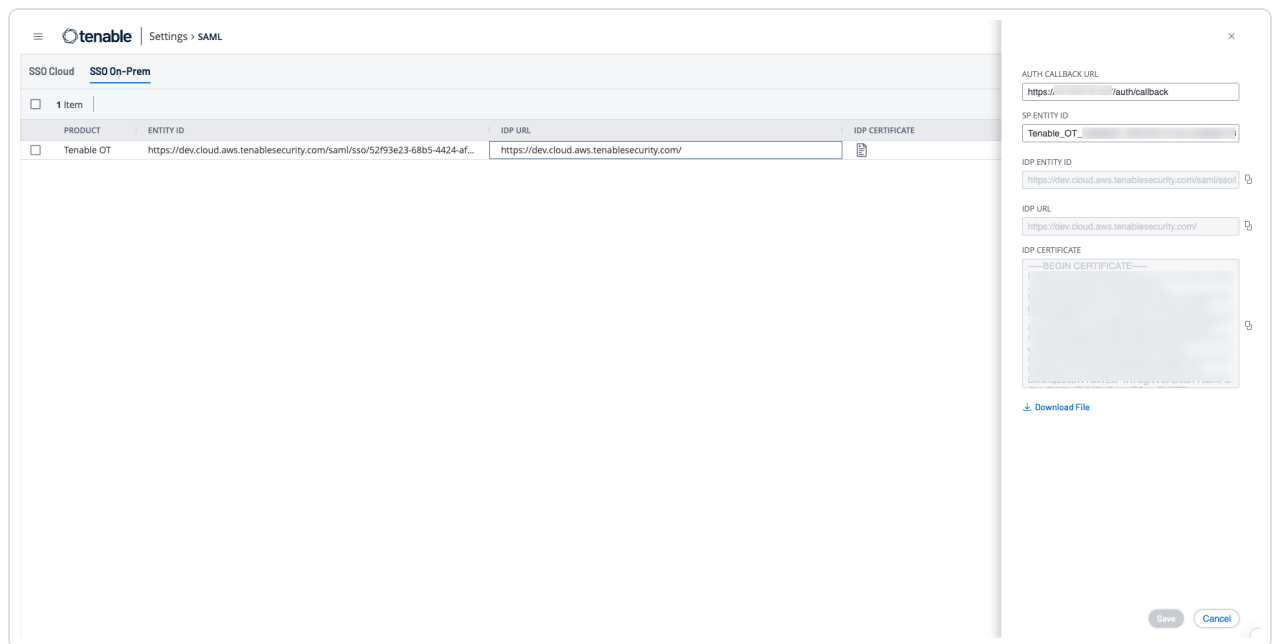 tenable
Settings > SAML
SSO Cloud SSO On-Prem
1 Item
PRODUCT ENTITY ID IDP URL IDP CERTIFICATE
Tenable OT https://dev.cloud.aws.tenablesecurity.com/saml/sso/52f93e23-68b5-4424-af... https://dev.cloud.aws.tenablesecurity.com/
AUTH CALLBACK URL
https:/ /auth/callback
SP ENTITY ID
Tenable_OT_
IDP ENTITY ID
https://dev.cloud.aws.tenablesecurity.com/saml/sso/
IDP URL
https://dev.cloud.aws.tenablesecurity.com/
IDP CERTIFICATE
-----BEGIN CERTIFICATE-----
Download File
Save Cancel